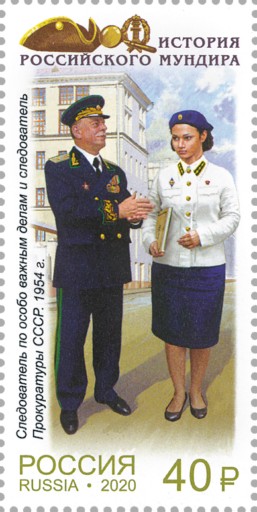 ИСТОРИЯ
РОССИЙСКОГО МУНДИРА
Следователь по особо важным делам и следователь
Прокуратуры СССР. 1954 г.
РОССИЯ
RUSSIA • 2020
40 ₽